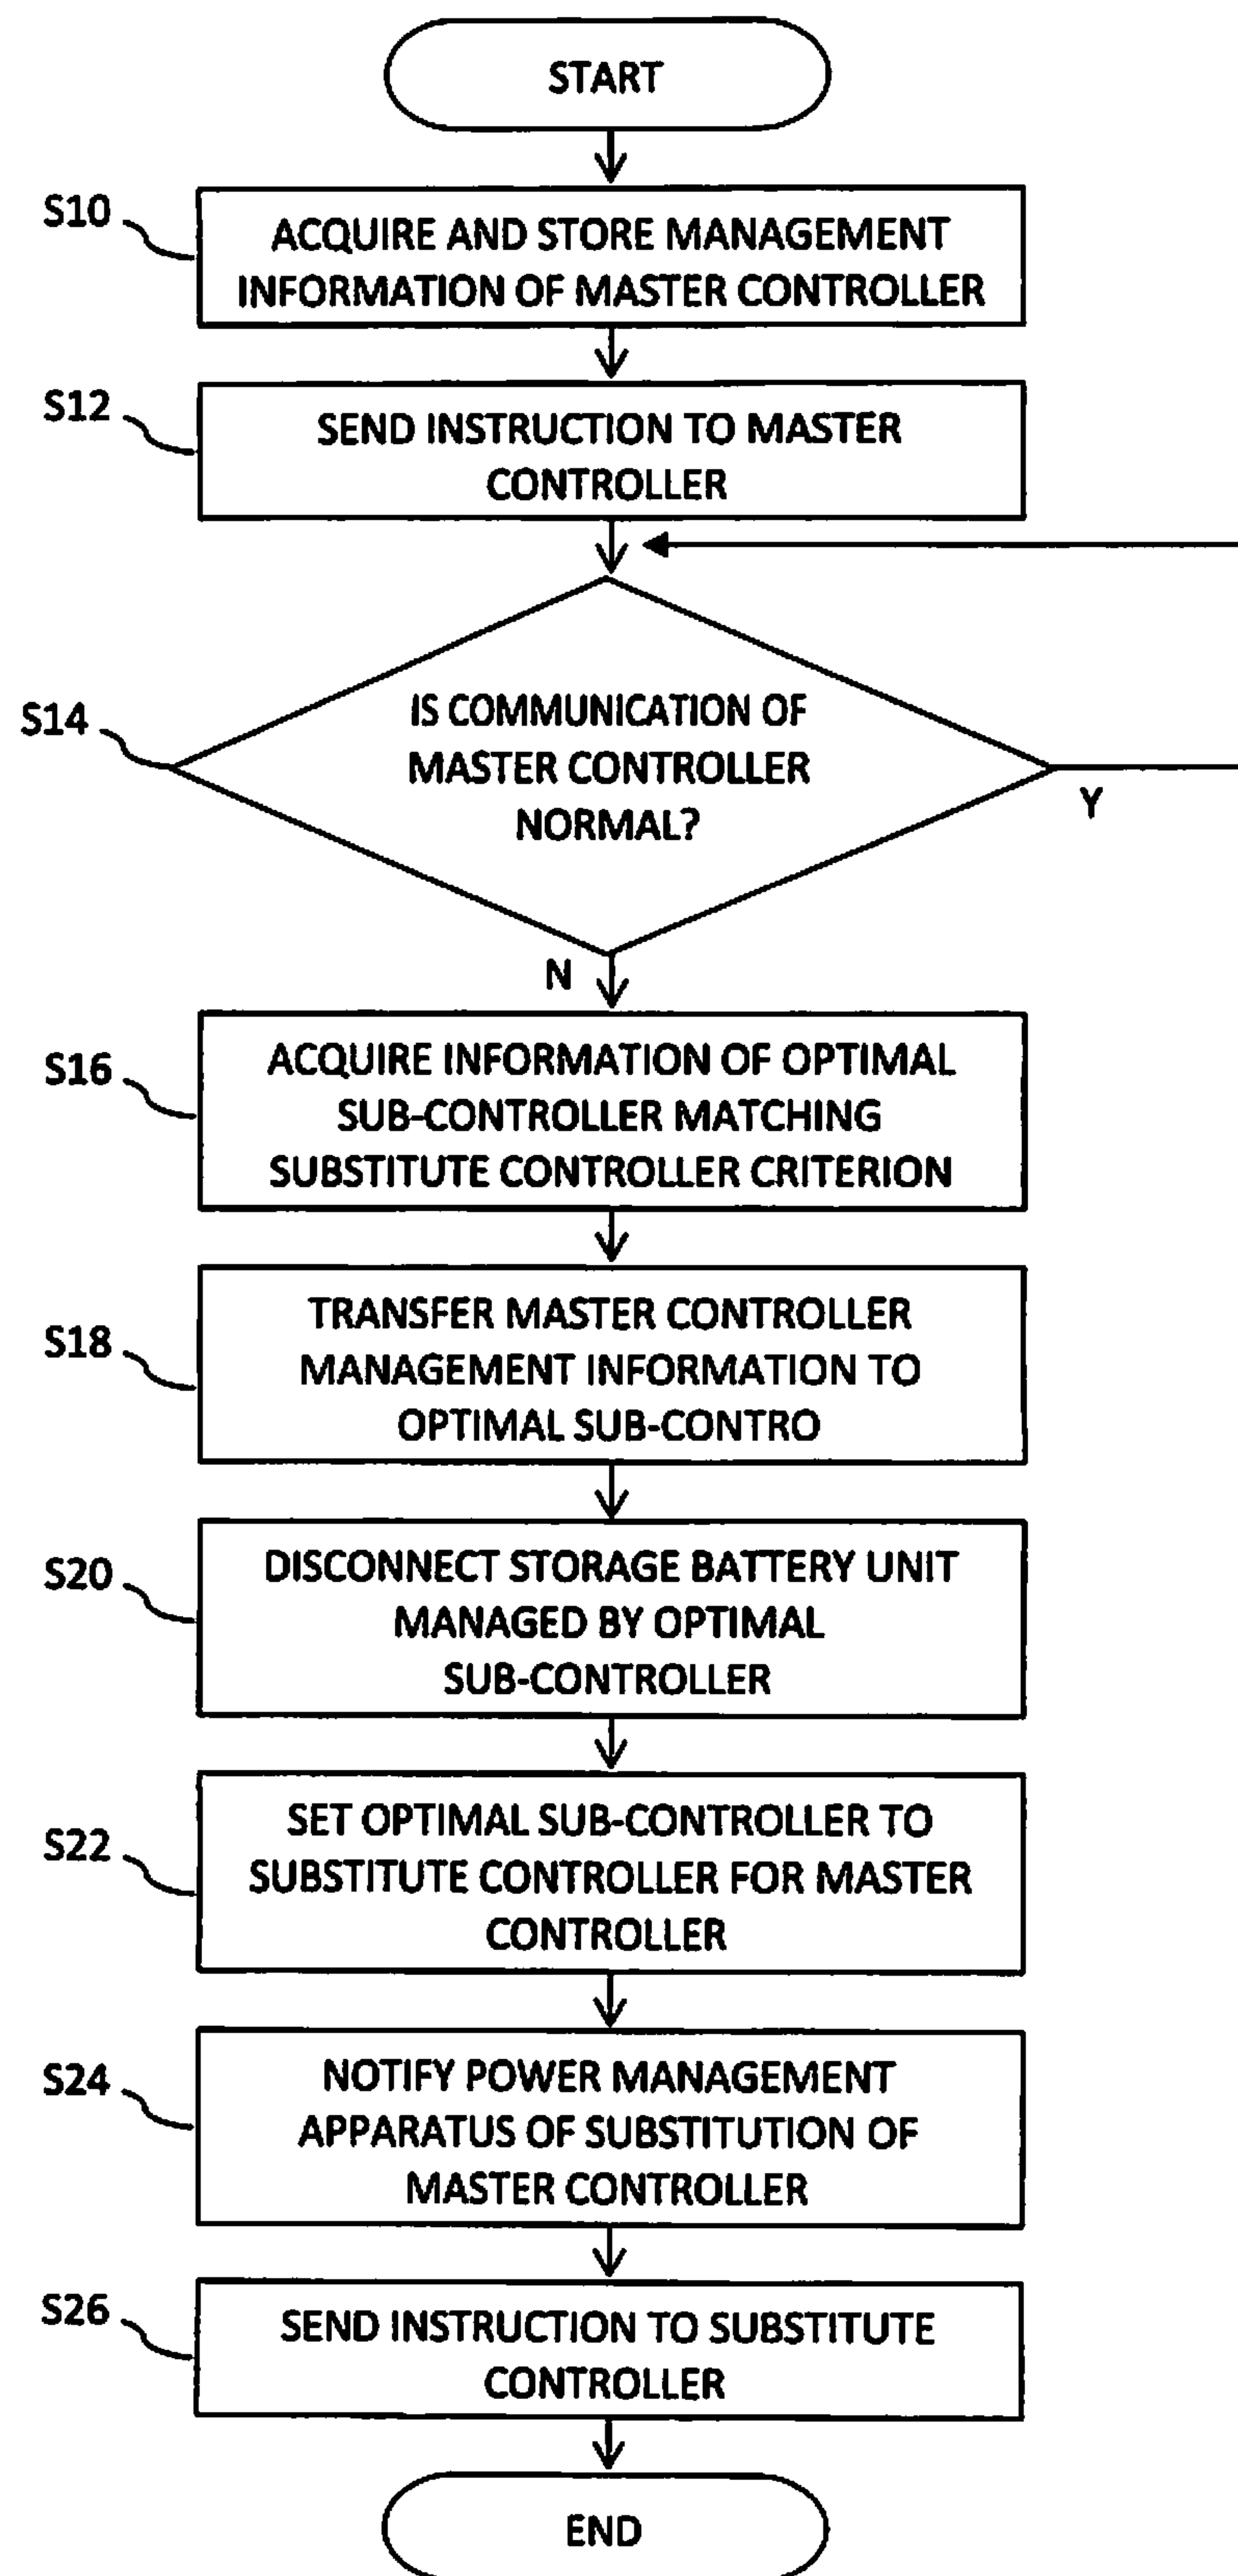 START
S10
ACQUIRE AND STORE MANAGEMENT
INFORMATION OF MASTER CONTROLLER
S12
SEND INSTRUCTION TO MASTER
CONTROLLER
S14
IS COMMUNICATION OF
MASTER CONTROLLER
NORMAL?
Y
N
S16
ACQUIRE INFORMATION OF OPTIMAL
SUB-CONTROLLER MATCHING
SUBSTITUTE CONTROLLER CRITERION
S18
TRANSFER MASTER CONTROLLER
MANAGEMENT INFORMATION TO
OPTIMAL SUB-CONTRO
S20
DISCONNECT STORAGE BATTERY UNIT
MANAGED BY OPTIMAL
SUB-CONTROLLER
S22
SET OPTIMAL SUB-CONTROLLER TO
SUBSTITUTE CONTROLLER FOR MASTER
CONTROLLER
S24
NOTIFY POWER MANAGEMENT
APPARATUS OF SUBSTITUTION OF
MASTER CONTROLLER
S26
SEND INSTRUCTION TO SUBSTITUTE
CONTROLLER
END